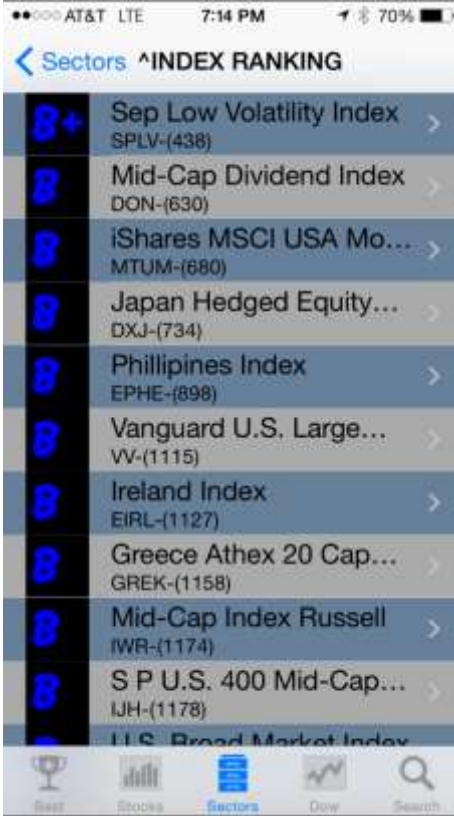 AT&T LTE 7:14 PM 70%
Sectors ^INDEX RANKING
B+ Sep Low Volatility Index
SPLV-(438)
B Mid-Cap Dividend Index
DON-(630)
B iShares MSCI USA Mo...
MTUM-(680)
B Japan Hedged Equity...
DXJ-(734)
B Phillipines Index
EPHE-(898)
B Vanguard U.S. Large...
VV-(1115)
B Ireland Index
EIRL-(1127)
B Greece Athex 20 Cap...
GREK-(1158)
B Mid-Cap Index Russell
IWR-(1174)
B S P U.S. 400 Mid-Cap...
IJH-(1178)
U.S. Broad Market Index
Best Stocks Sectors Dow Search